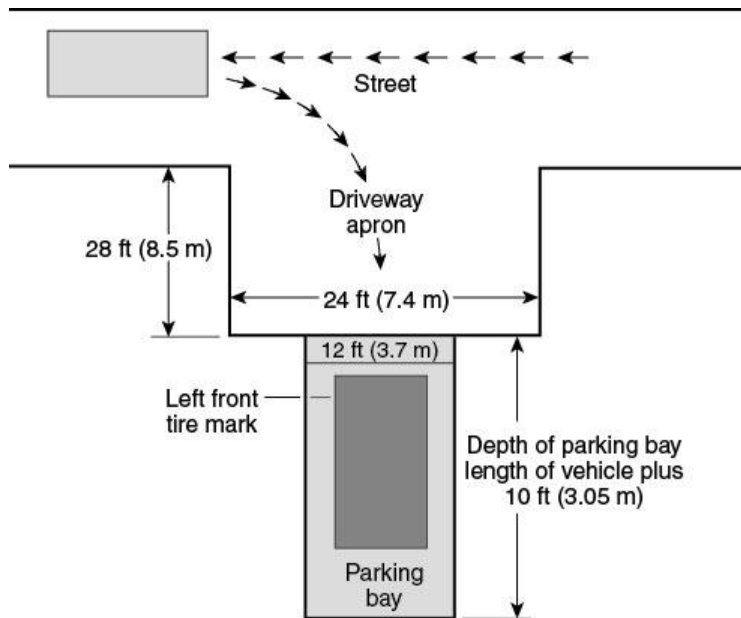 Street
Driveway
apron
28 ft (8.5 m)
24 ft (7.4 m)
12 ft (3.7 m)
Left front
tire mark
Depth of parking bay
length of vehicle plus
10 ft (3.05 m)
Parking
bay